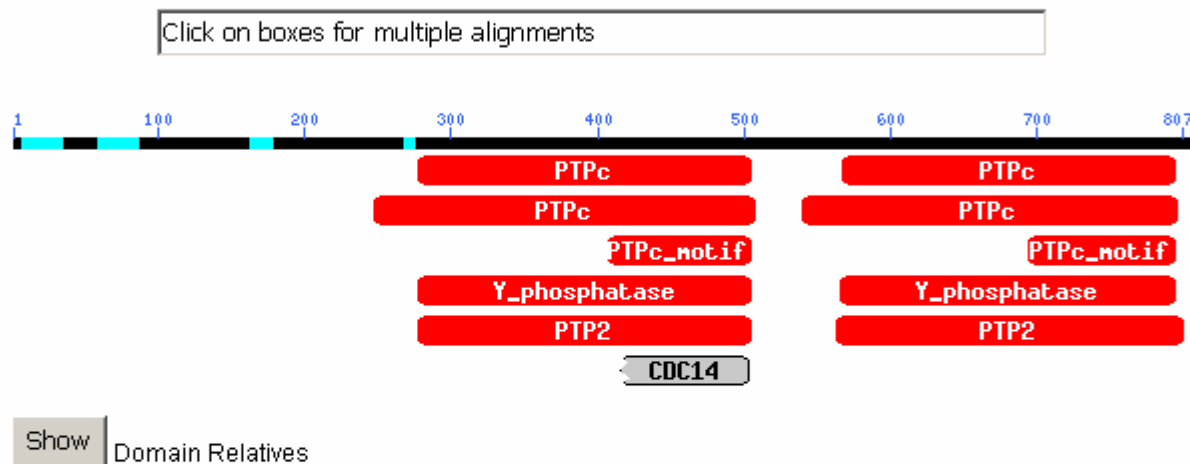 Click on boxes for multiple alignments
1 100 200 300 400 500 600 700 807
PTPc PTPc
PTPc PTPc
PTPc_motif PTPc_motif
Y_phosphatase Y_phosphatase
PTP2 PTP2
CDC14
Show Domain Relatives